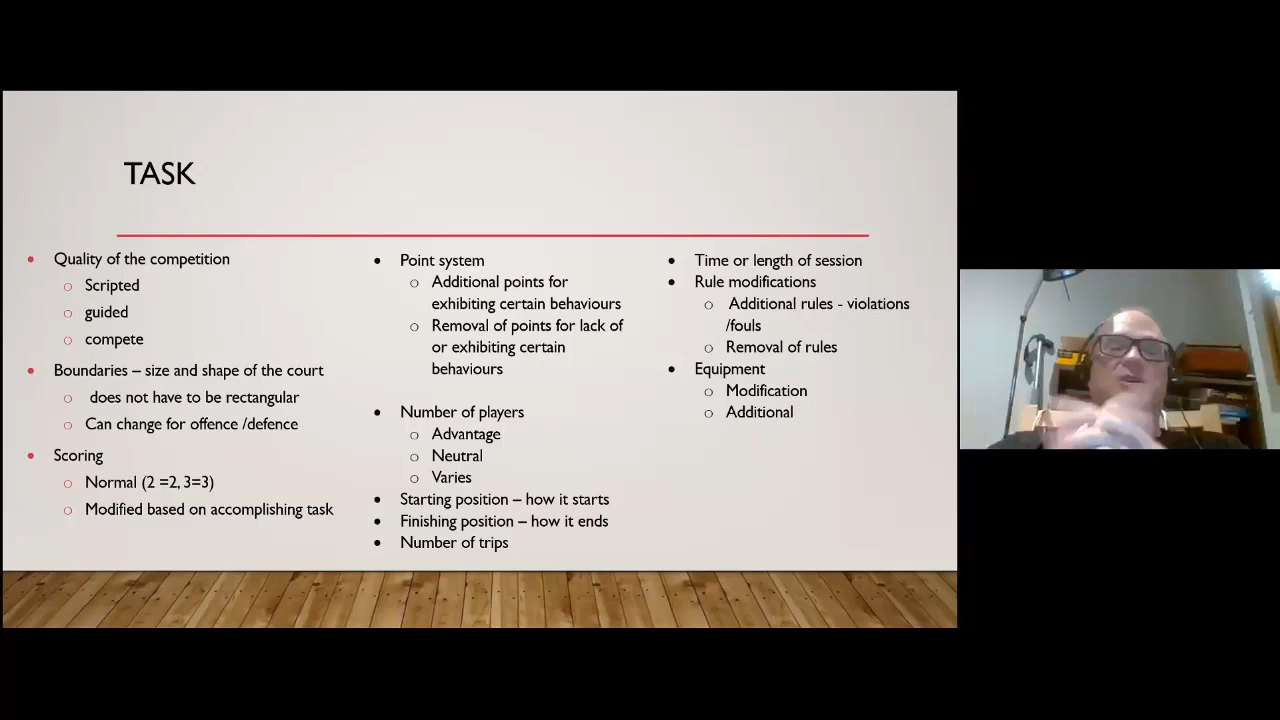 TASK
• Quality of the competition
o Scripted
o guided
o compete
• Boundaries – size and shape of the court
o does not have to be rectangular
o Can change for offence /defence
• Scoring
o Normal (2 =2, 3=3)
o Modified based on accomplishing task
• Point system
o Additional points for
exhibiting certain behaviours
o Removal of points for lack of
or exhibiting certain
behaviours
• Number of players
o Advantage
o Neutral
o Varies
• Starting position – how it starts
• Finishing position – how it ends
• Number of trips
• Time or length of session
• Rule modifications
o Additional rules - violations
/fouls
o Removal of rules
• Equipment
o Modification
o Additional